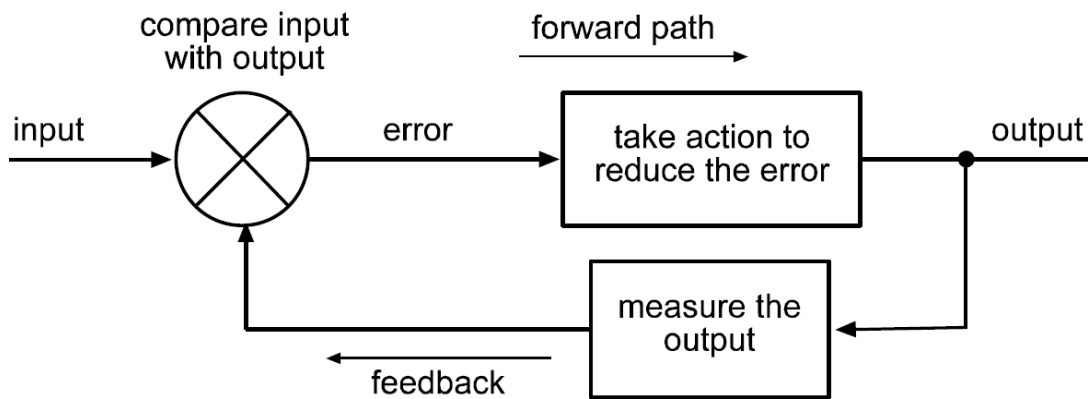 compare input
with output
forward path
input
error
take action to
reduce the error
output
measure the
output
feedback